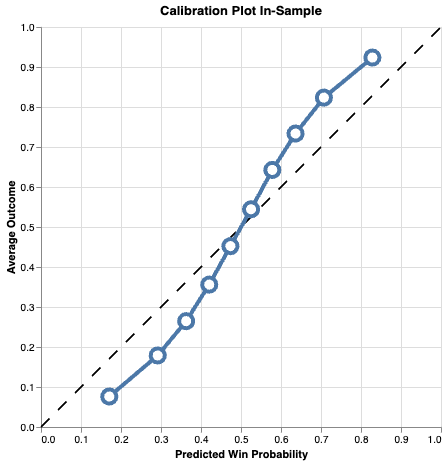 Calibration Plot In-Sample
1.0
0.9
0.8
0.7
0.6
0.5
0.4
0.3
0.2
0.1
0.0
Average Outcome
0.0 0.1 0.2 0.3 0.4 0.5 0.6 0.7 0.8 0.9 1.0
Predicted Win Probability